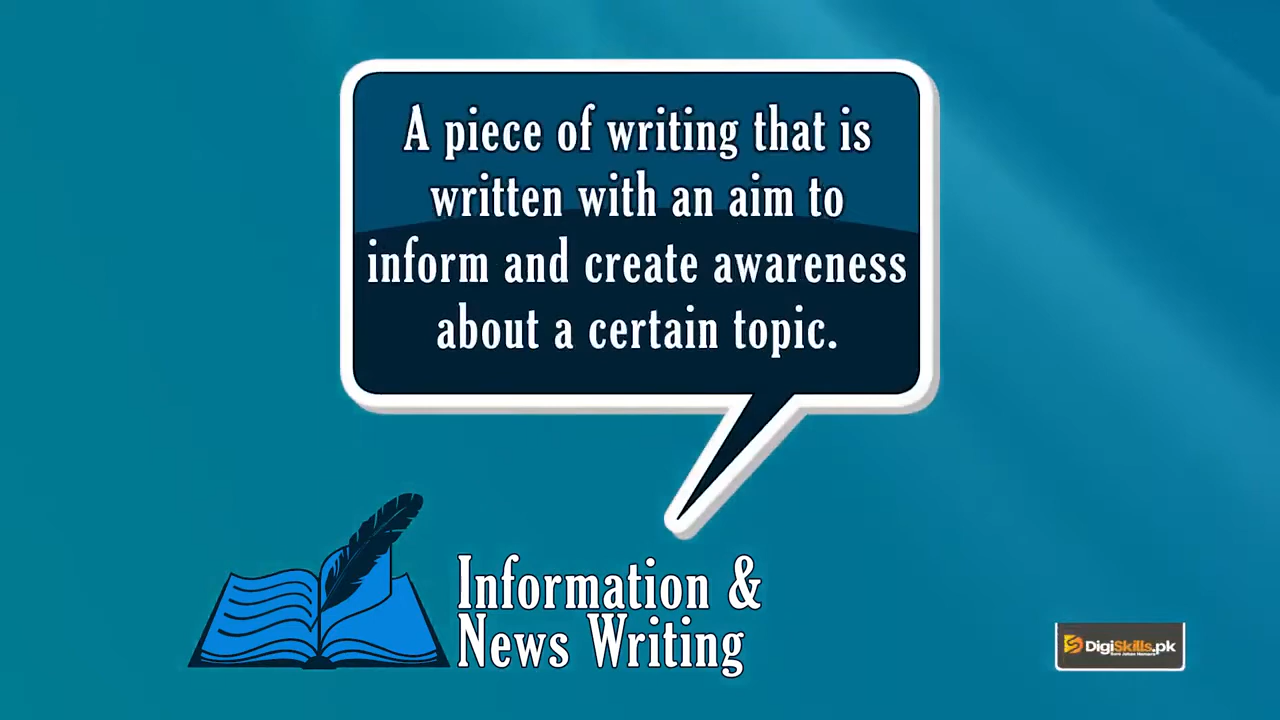 A piece of writing that is
written with an aim to
inform and create awareness
about a certain topic.
Information &
News Writing
DigiSkills.pk